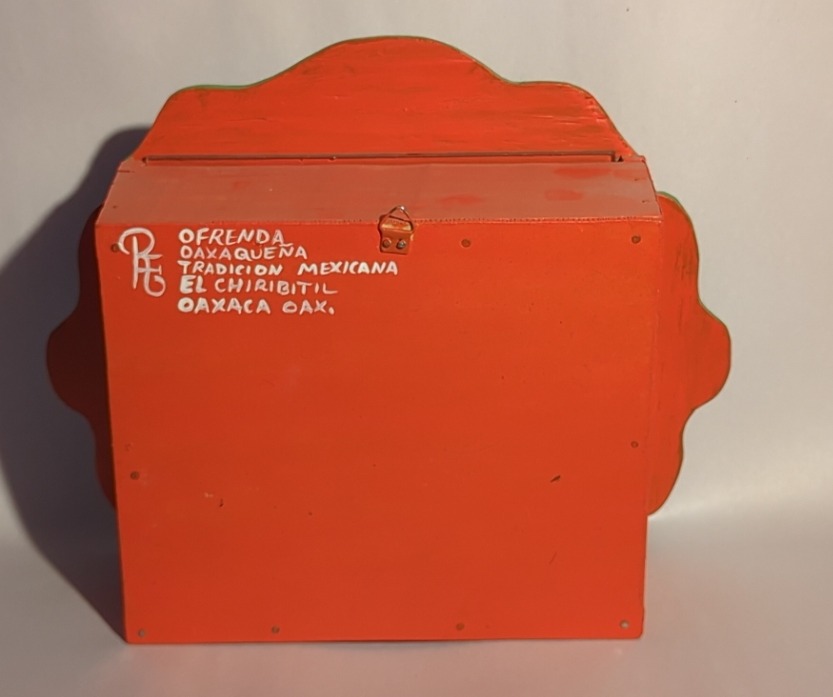 OFRENDA
OAXAQUEÑA
TRADICION MEXICANA
EL CHIRIBITIL
OAXACA OAX.